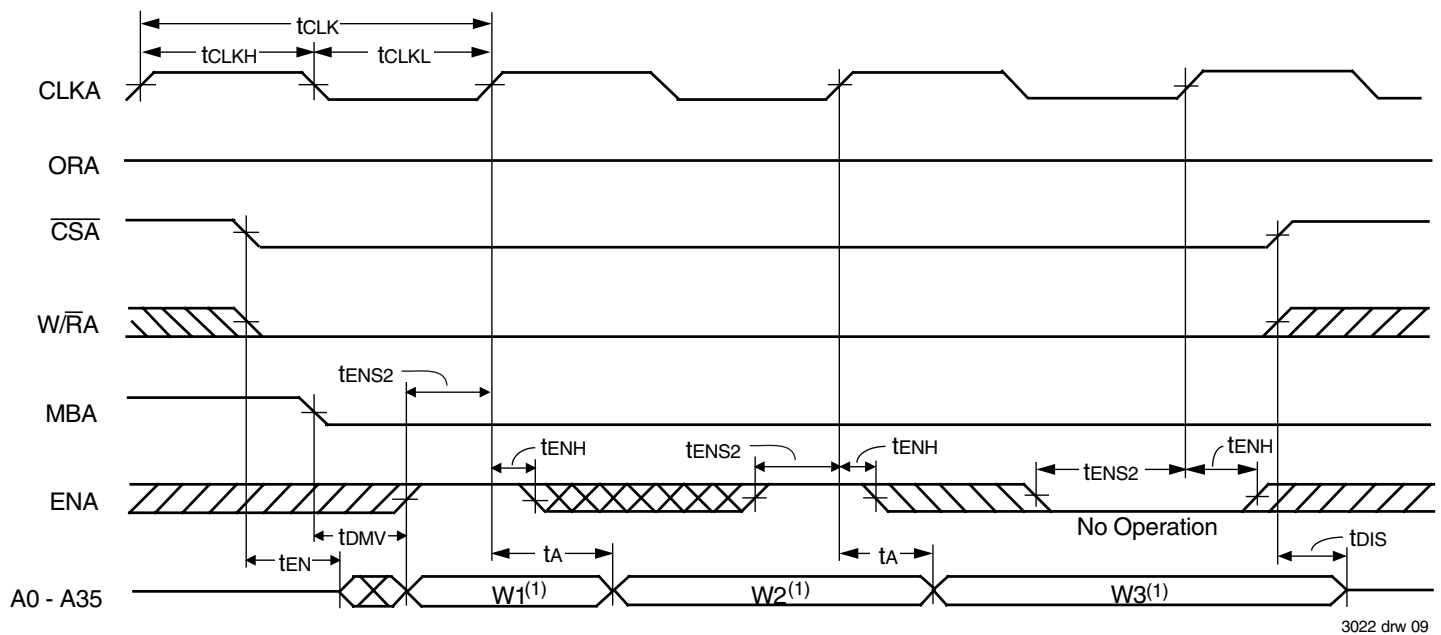 tCLK
tCLKH
tCLKL
CLKA
ORA
CSA
W/RA
tENS2
MBA
tENH
tENS2
tENH
tENS2
tENH
ENA
No Operation
tDMV
tEN
tA
tA
tDIS
A0 - A35
W1(1)
W2(1)
W3(1)
3022 drw 09